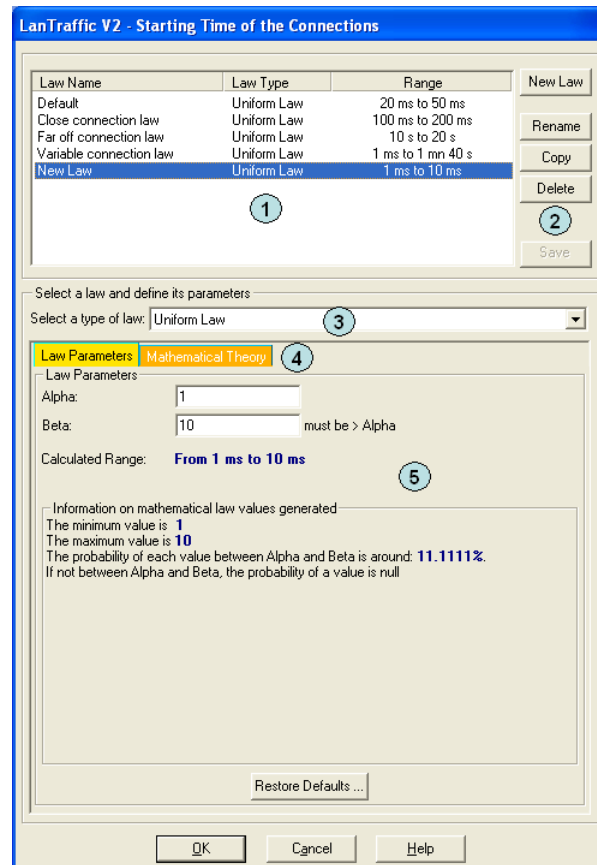 LanTraffic V2 - Starting Time of the Connections
Law Name Law Type Range
Default Uniform Law 20 ms to 50 ms
Close connection law Uniform Law 100 ms to 200 ms
Far off connection law Uniform Law 10 s to 20 s
Variable connection law Uniform Law 1 ms to 1 mn 40 s
New Law Uniform Law 1 ms to 10 ms
1
New Law
Rename
Copy
Delete
2
Save
Select a law and define its parameters
Select a type of law: Uniform Law
3
Law Parameters Mathematical Theory
4
Law Parameters
Alpha: 1
Beta: 10 must be > Alpha
Calculated Range: From 1 ms to 10 ms
5
Information on mathematical law values generated
The minimum value is 1
The maximum value is 10
The probability of each value between Alpha and Beta is around: 11.1111%.
If not between Alpha and Beta, the probability of a value is null
Restore Defaults ...
OK Cancel Help